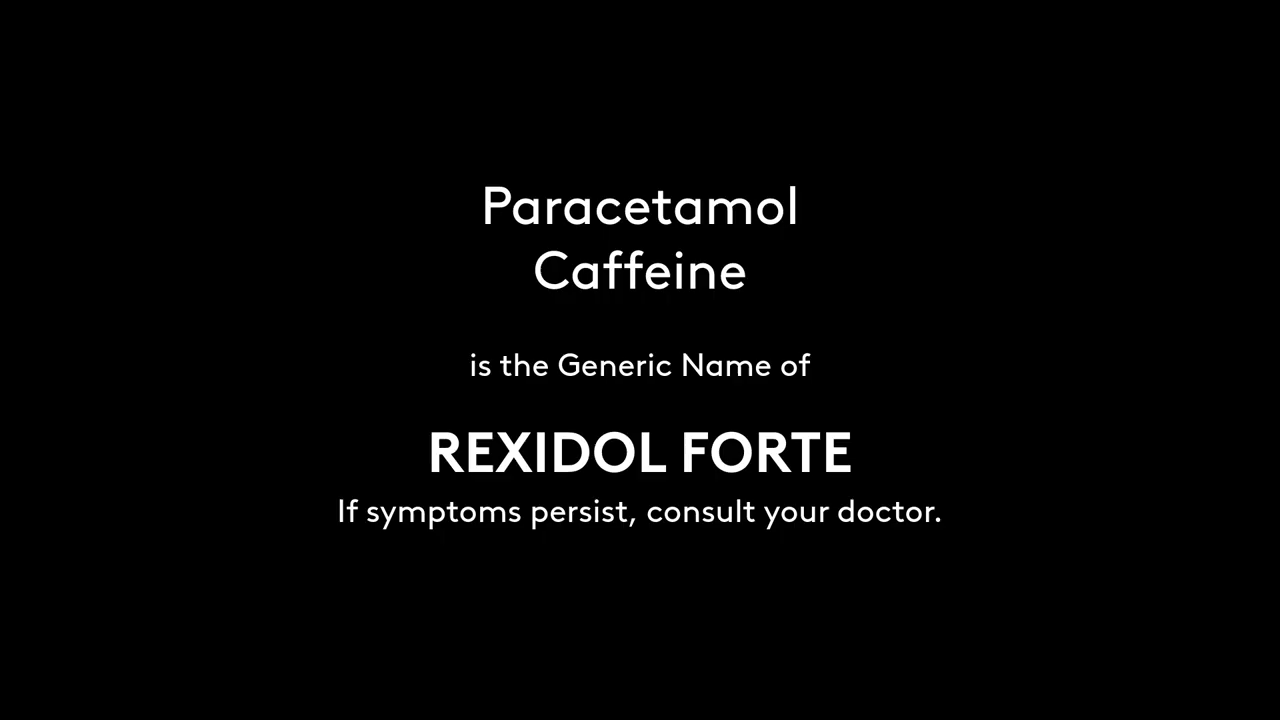 Paracetamol
Caffeine
is the Generic Name of
REXIDOL FORTE
If symptoms persist, consult your doctor.